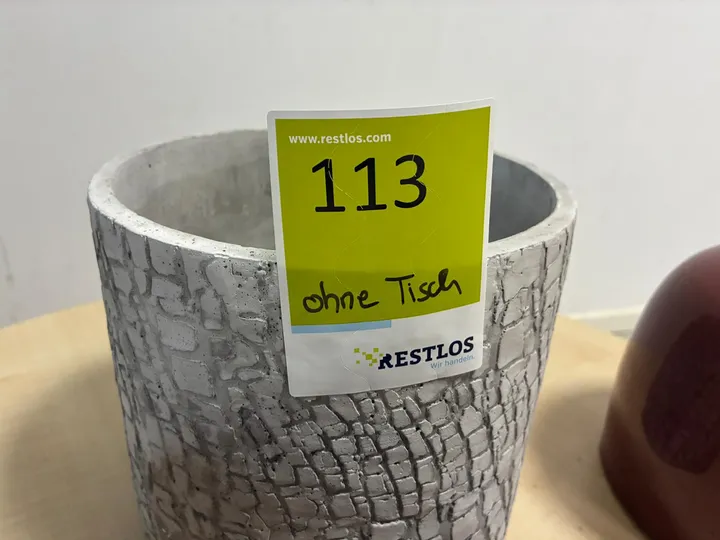 www.restlos.com
113
ohne Tisch
RESTLOS
Wir handeln.